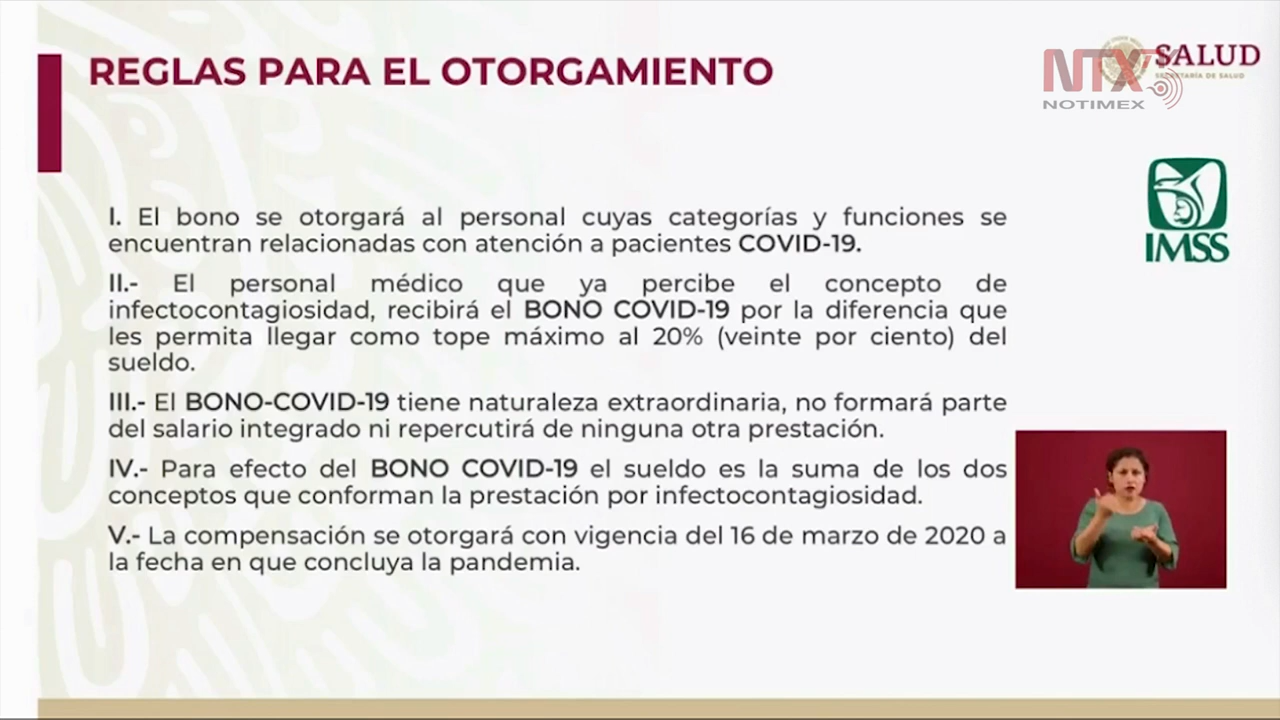 REGLAS PARA EL OTORGAMIENTO
NTX
NOTIMEX
SALUD
SECRETARÍA DE SALUD
IMSS
I. El bono se otorgará al personal cuyas categorías y funciones se
encuentran relacionadas con atención a pacientes COVID-19.
II.- El personal médico que ya percibe el concepto de
infectocontagiosidad, recibirá el BONO COVID-19 por la diferencia que
les permita llegar como tope máximo al 20% (veinte por ciento) del
sueldo.
III.- El BONO-COVID-19 tiene naturaleza extraordinaria, no formará parte
del salario integrado ni repercutirá de ninguna otra prestación.
IV.- Para efecto del BONO COVID-19 el sueldo es la suma de los dos
conceptos que conforman la prestación por infectocontagiosidad.
V.- La compensación se otorgará con vigencia del 16 de marzo de 2020 a
la fecha en que concluya la pandemia.